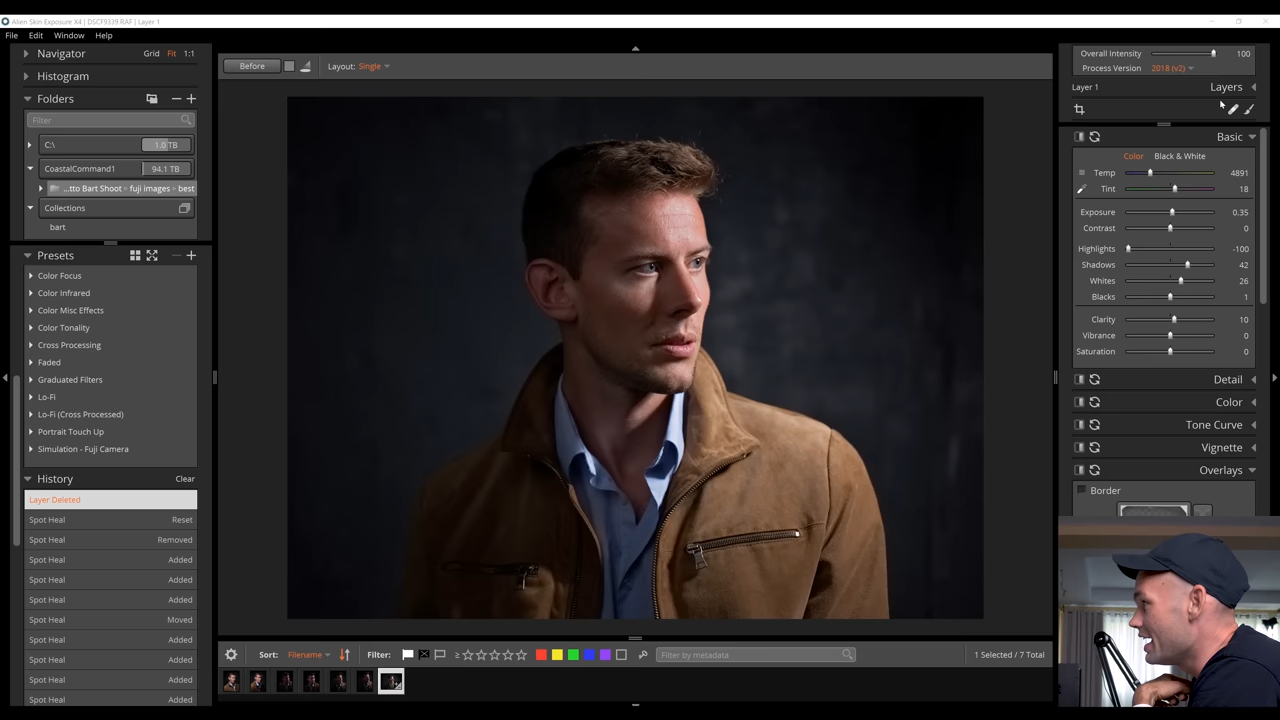 Alien Skin Exposure X4 | DSCF9339.RAF | Layer 1
File Edit Window Help
Navigator Grid Fit 1:1
Histogram
Folders
Filter
C:\ 1.0 TB
CoastalCommand1 94.1 TB
...tto Bart Shoot » fuji images » best
Collections
bart
Presets
Color Focus
Color Infrared
Color Misc Effects
Color Tonality
Cross Processing
Faded
Graduated Filters
Lo-Fi
Lo-Fi (Cross Processed)
Portrait Touch Up
Simulation - Fuji Camera
History Clear
Layer Deleted
Spot Heal Reset
Spot Heal Removed
Spot Heal Added
Spot Heal Added
Spot Heal Added
Spot Heal Moved
Spot Heal Added
Spot Heal Added
Spot Heal Added
Spot Heal Added
Before Layout: Single
Sort: Filename Filter: Filter by metadata 1 Selected / 7 Total
Overall Intensity 100
Process Version 2018 (v2)
Layer 1 Layers
Basic
Color Black & White
Temp 4891
Tint 18
Exposure 0.35
Contrast 0
Highlights -100
Shadows 42
Whites 26
Blacks 1
Clarity 10
Vibrance 0
Saturation 0
Detail
Color
Tone Curve
Vignette
Overlays
Border